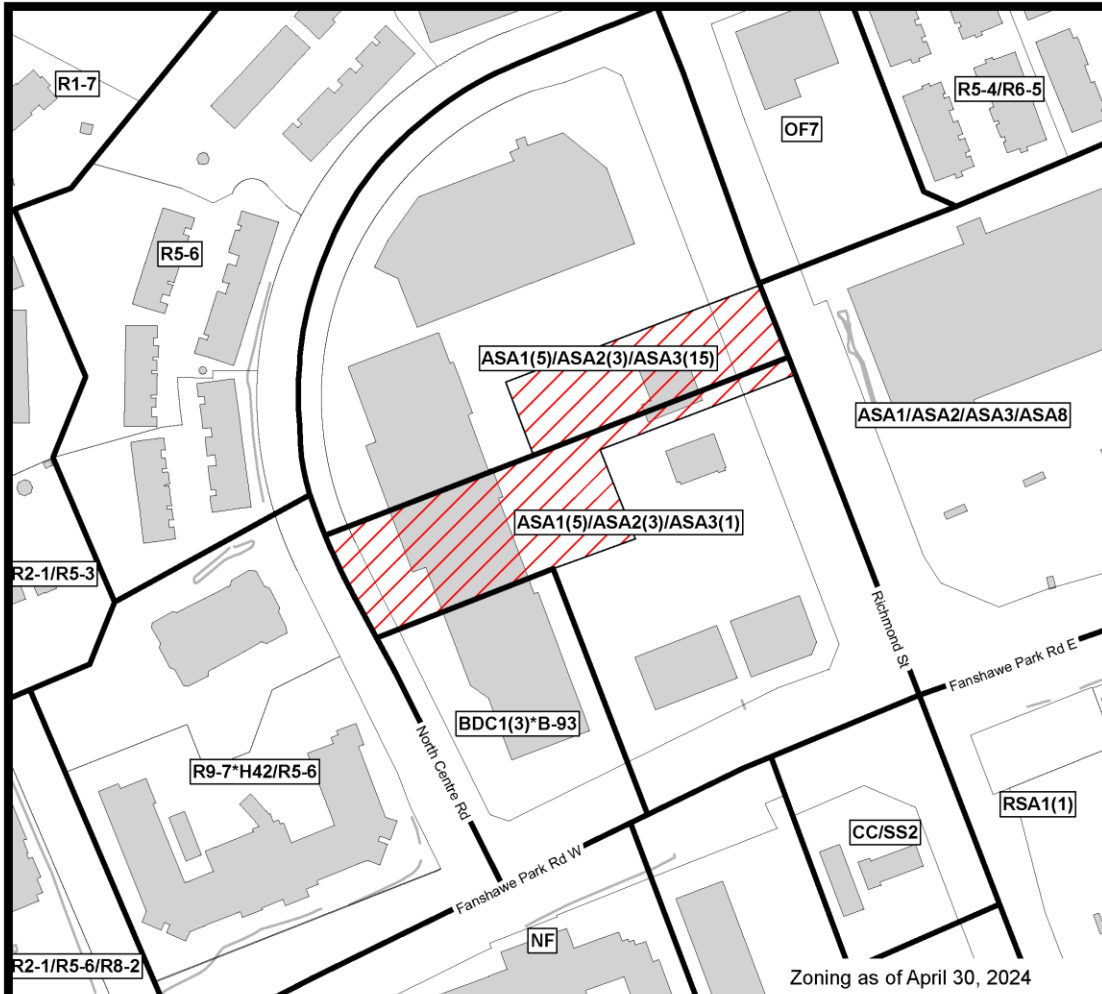 R1-7
R5-4/R6-5
OF7
R5-6
ASA1(5)/ASA2(3)/ASA3(15)
ASA1/ASA2/ASA3/ASA8
ASA1(5)/ASA2(3)/ASA3(1)
R2-1/R5-3
Richmond St
Fanshawe Park Rd E
BDC1(3)*B-93
North Centre Rd
R9-7*H42/R5-6
RSA1(1)
CC/SS2
Fanshawe Park Rd W
NF
R2-1/R5-6/R8-2
Zoning as of April 30, 2024